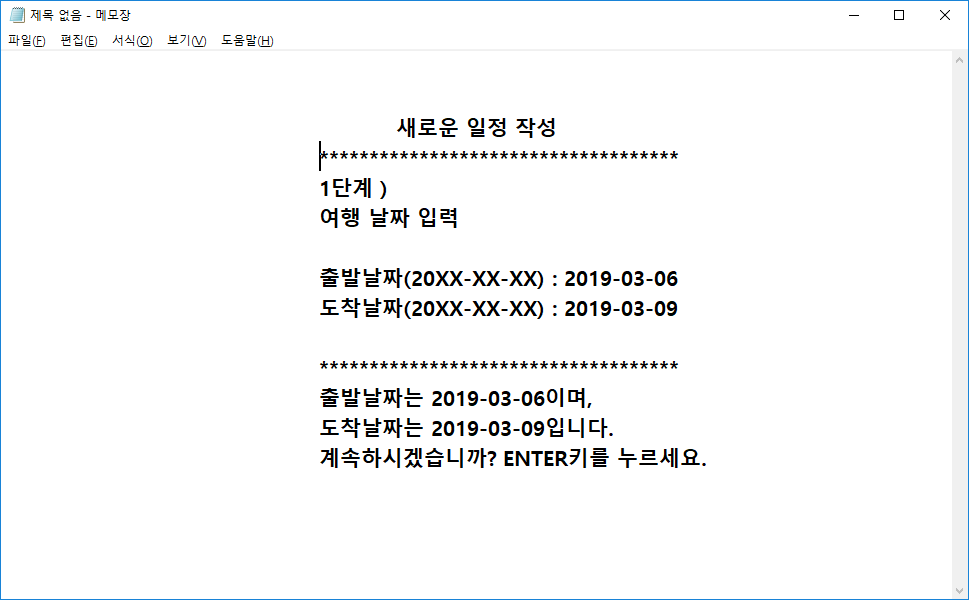 제목 없음 - 메모장
파일(F) 편집(E) 서식(O) 보기(V) 도움말(H)
새로운 일정 작성
************************************
1단계 )
여행 날짜 입력
출발날짜(20XX-XX-XX) : 2019-03-06
도착날짜(20XX-XX-XX) : 2019-03-09
************************************
출발날짜는 2019-03-06이며,
도착날짜는 2019-03-09입니다.
계속하시겠습니까? ENTER키를 누르세요.